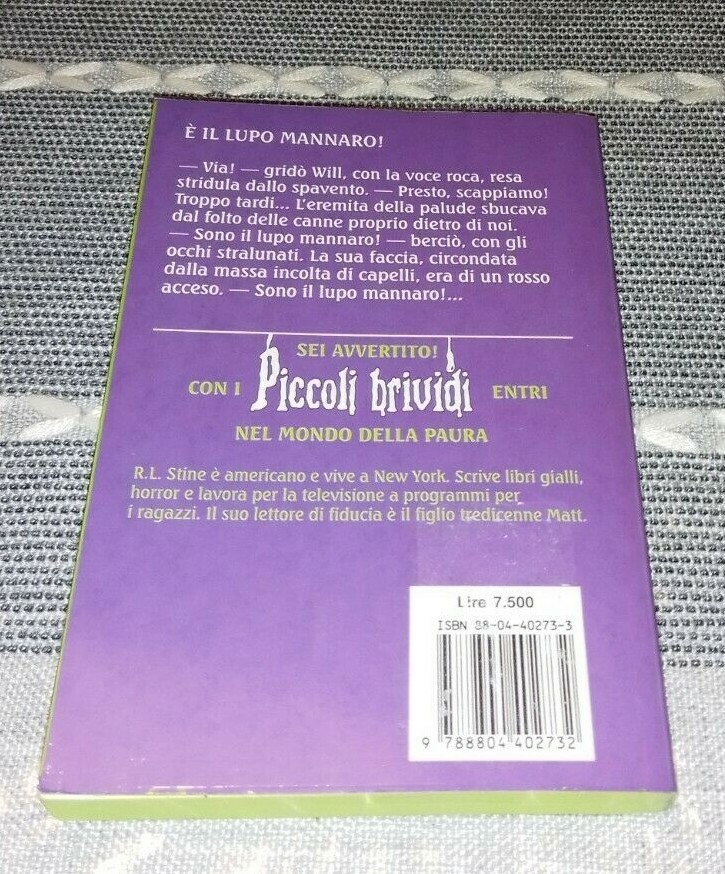 È IL LUPO MANNARO!
— Via! — gridò Will, con la voce roca, resa
stridula dallo spavento. — Presto, scappiamo!
Troppo tardi... L'eremita della palude sbucava
dal folto delle canne proprio dietro di noi.
— Sono il lupo mannaro! — berciò, con gli
occhi stralunati. La sua faccia, circondata
dalla massa incolta di capelli, era di un rosso
acceso. — Sono il lupo mannaro!...
SEI AVVERTITO!
CON I Piccoli brividi ENTRI
NEL MONDO DELLA PAURA
R.L. Stine è americano e vive a New York. Scrive libri gialli,
horror e lavora per la televisione a programmi per
i ragazzi. Il suo lettore di fiducia è il figlio tredicenne Matt.
Lire 7.500
ISBN 88-04-40273-3
9 788804 402732